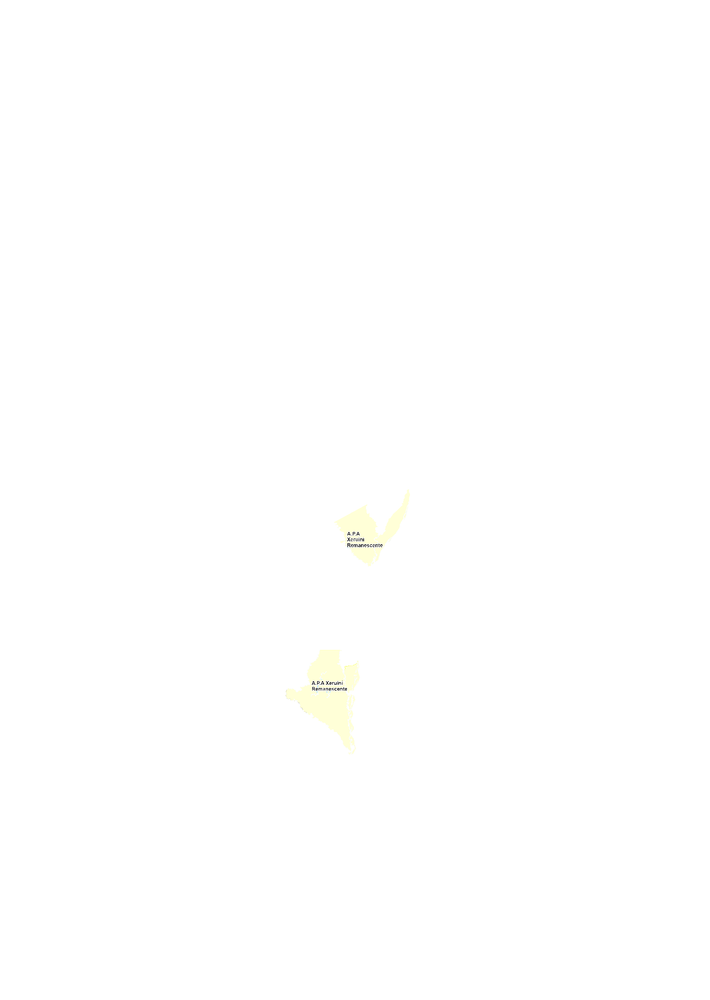 A.P.A
Xeruini
Remanescente
A.P.A Xeruini
Remanescente